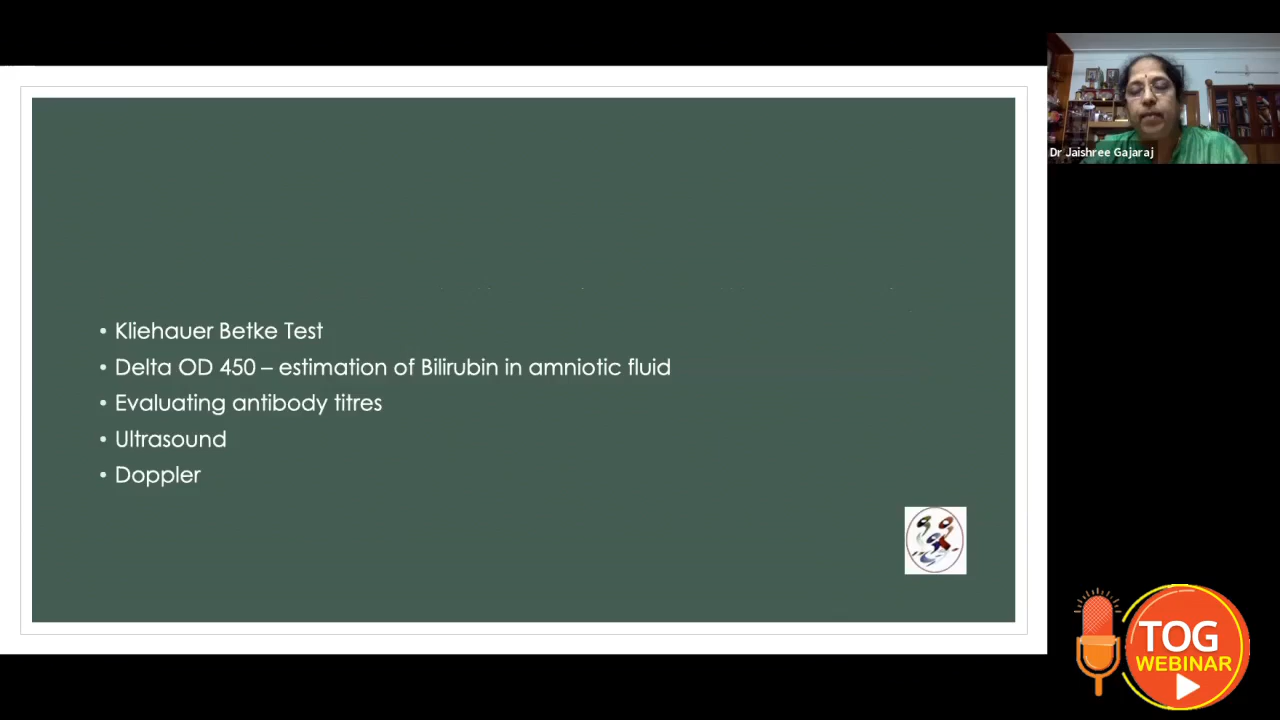 • Kliehauer Betke Test
• Delta OD 450 – estimation of Bilirubin in amniotic fluid
• Evaluating antibody titres
• Ultrasound
• Doppler
Dr Jaishree Gajaraj
TOG
WEBINAR